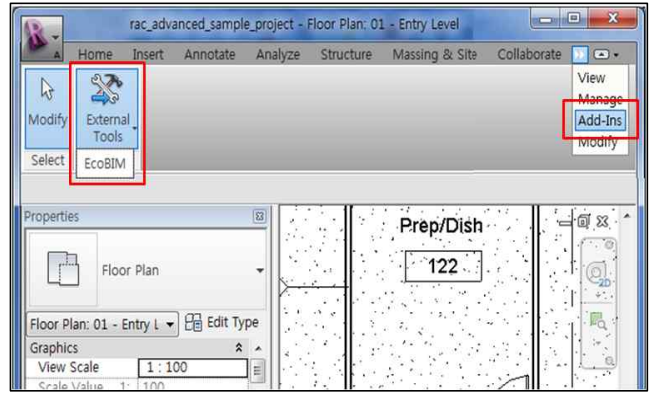 rac_advanced_sample_project - Floor Plan: 01 - Entry Level
Home Insert Annotate Analyze Structure Massing & Site Collaborate
View
Manage
Add-Ins
Modify
Modify
External
Tools
Select
EcoBIM
Properties
Floor Plan
Floor Plan: 01 - Entry L
Edit Type
Graphics
View Scale 1 : 100
Scale Value 1: 100
Prep/Dish
122
2D